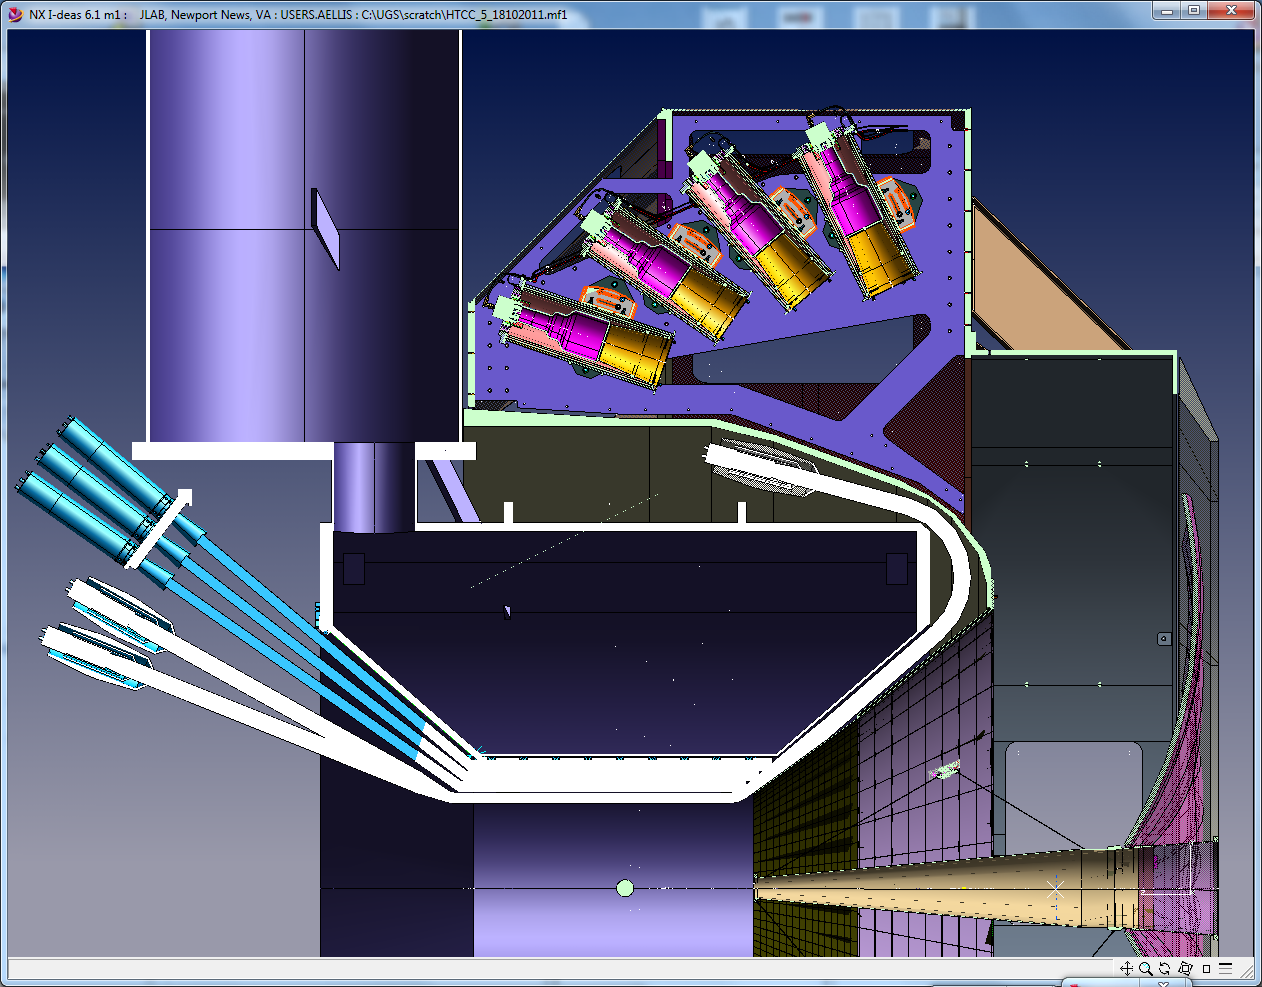 NX I-deas 6.1 m1 :    JLAB, Newport News, VA : USERS.AELLIS : C:\UGS\scratch\HTCC_5_18102011.mf1